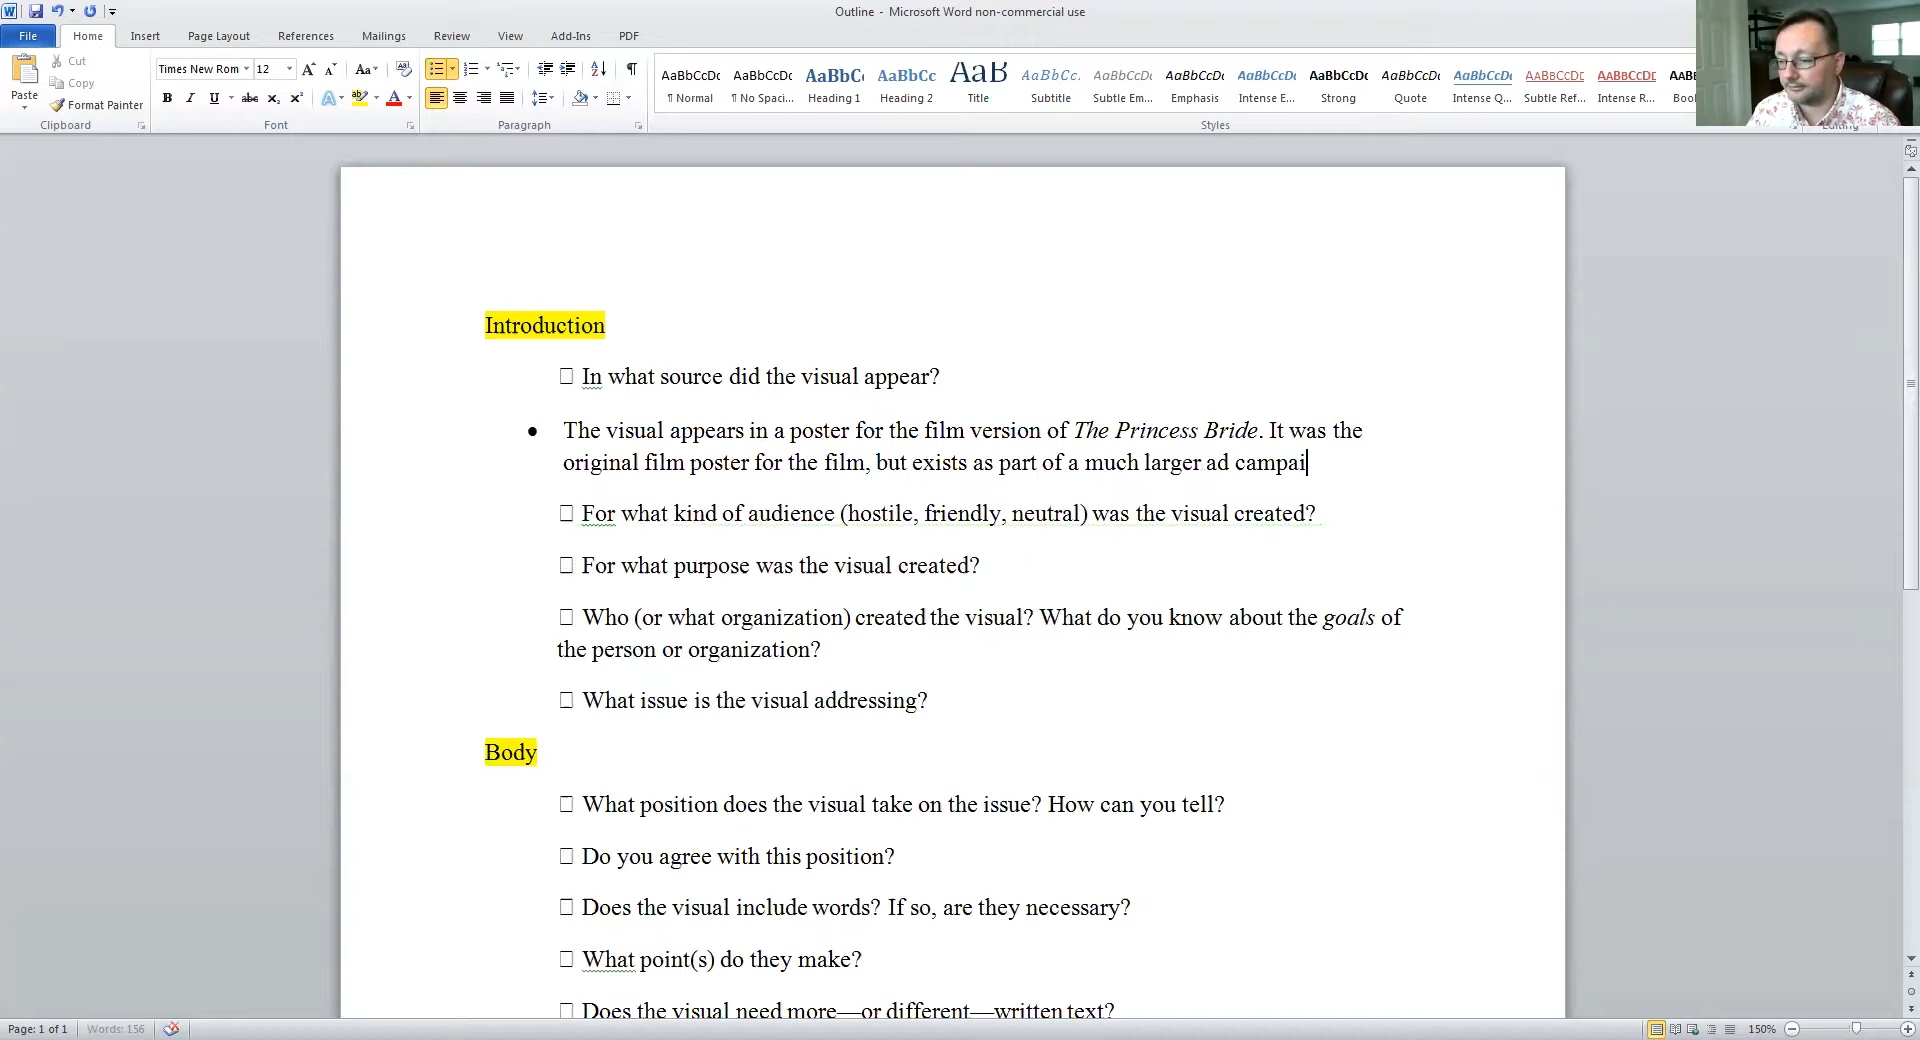 Outline - Microsoft Word non-commercial use
File Home Insert Page Layout References Mailings Review View Add-Ins PDF
Paste
Cut
Copy
Format Painter
Clipboard
Times New Rom 12
Font
Paragraph
AaBbCcDc AaBbCcDc AaBbC AaBbCc AaB AaBbCc. AaBbCcDc AaBbCcDc AaBbCcDc AaBbCcDc AaBbCcDc AaBbCcDc AaBbCcDc AaBbCcDc AaB
¶ Normal ¶ No Spaci... Heading 1 Heading 2 Title Subtitle Subtle Em... Emphasis Intense E... Strong Quote Intense Q... Subtle Ref... Intense R... Boo
Styles
Introduction
In what source did the visual appear?
• The visual appears in a poster for the film version of The Princess Bride. It was the
original film poster for the film, but exists as part of a much larger ad campai
For what kind of audience (hostile, friendly, neutral) was the visual created?
For what purpose was the visual created?
Who (or what organization) created the visual? What do you know about the goals of
the person or organization?
What issue is the visual addressing?
Body
What position does the visual take on the issue? How can you tell?
Do you agree with this position?
Does the visual include words? If so, are they necessary?
What point(s) do they make?
Does the visual need more—or different—written text?
Page: 1 of 1 Words: 156
150%